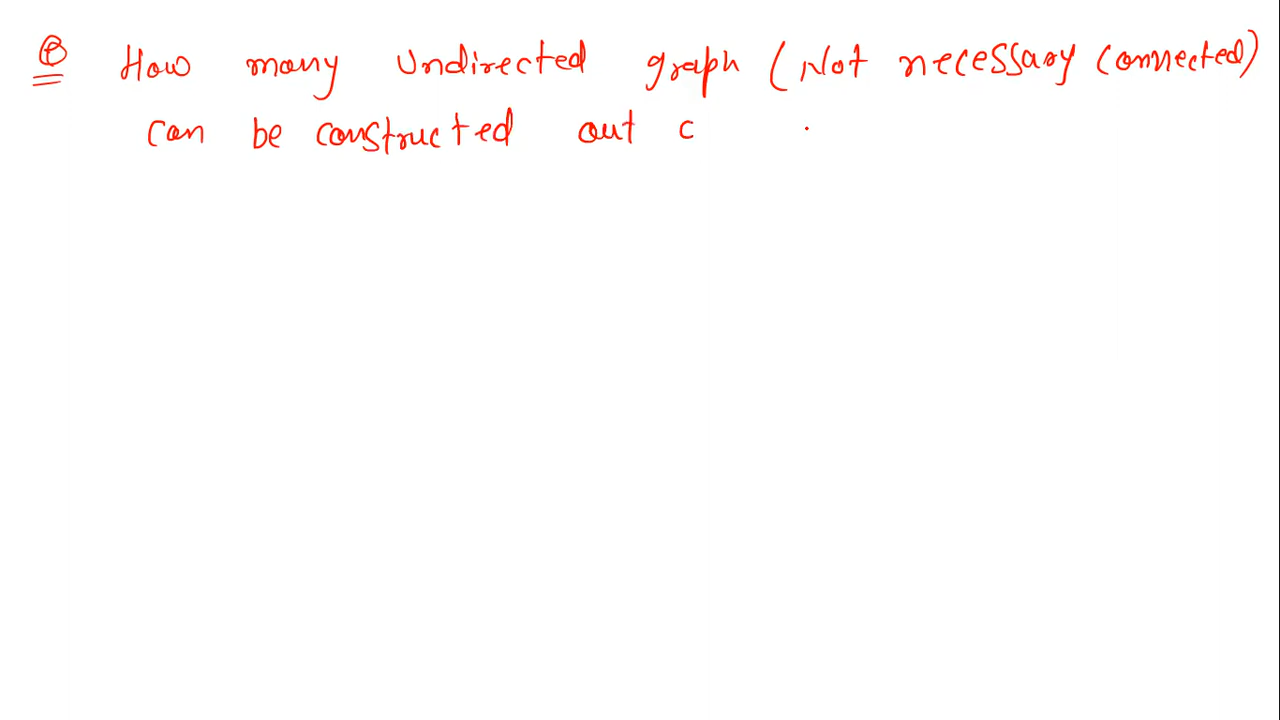 Q How many undirected graph (Not necessary connected)
can be constructed out c